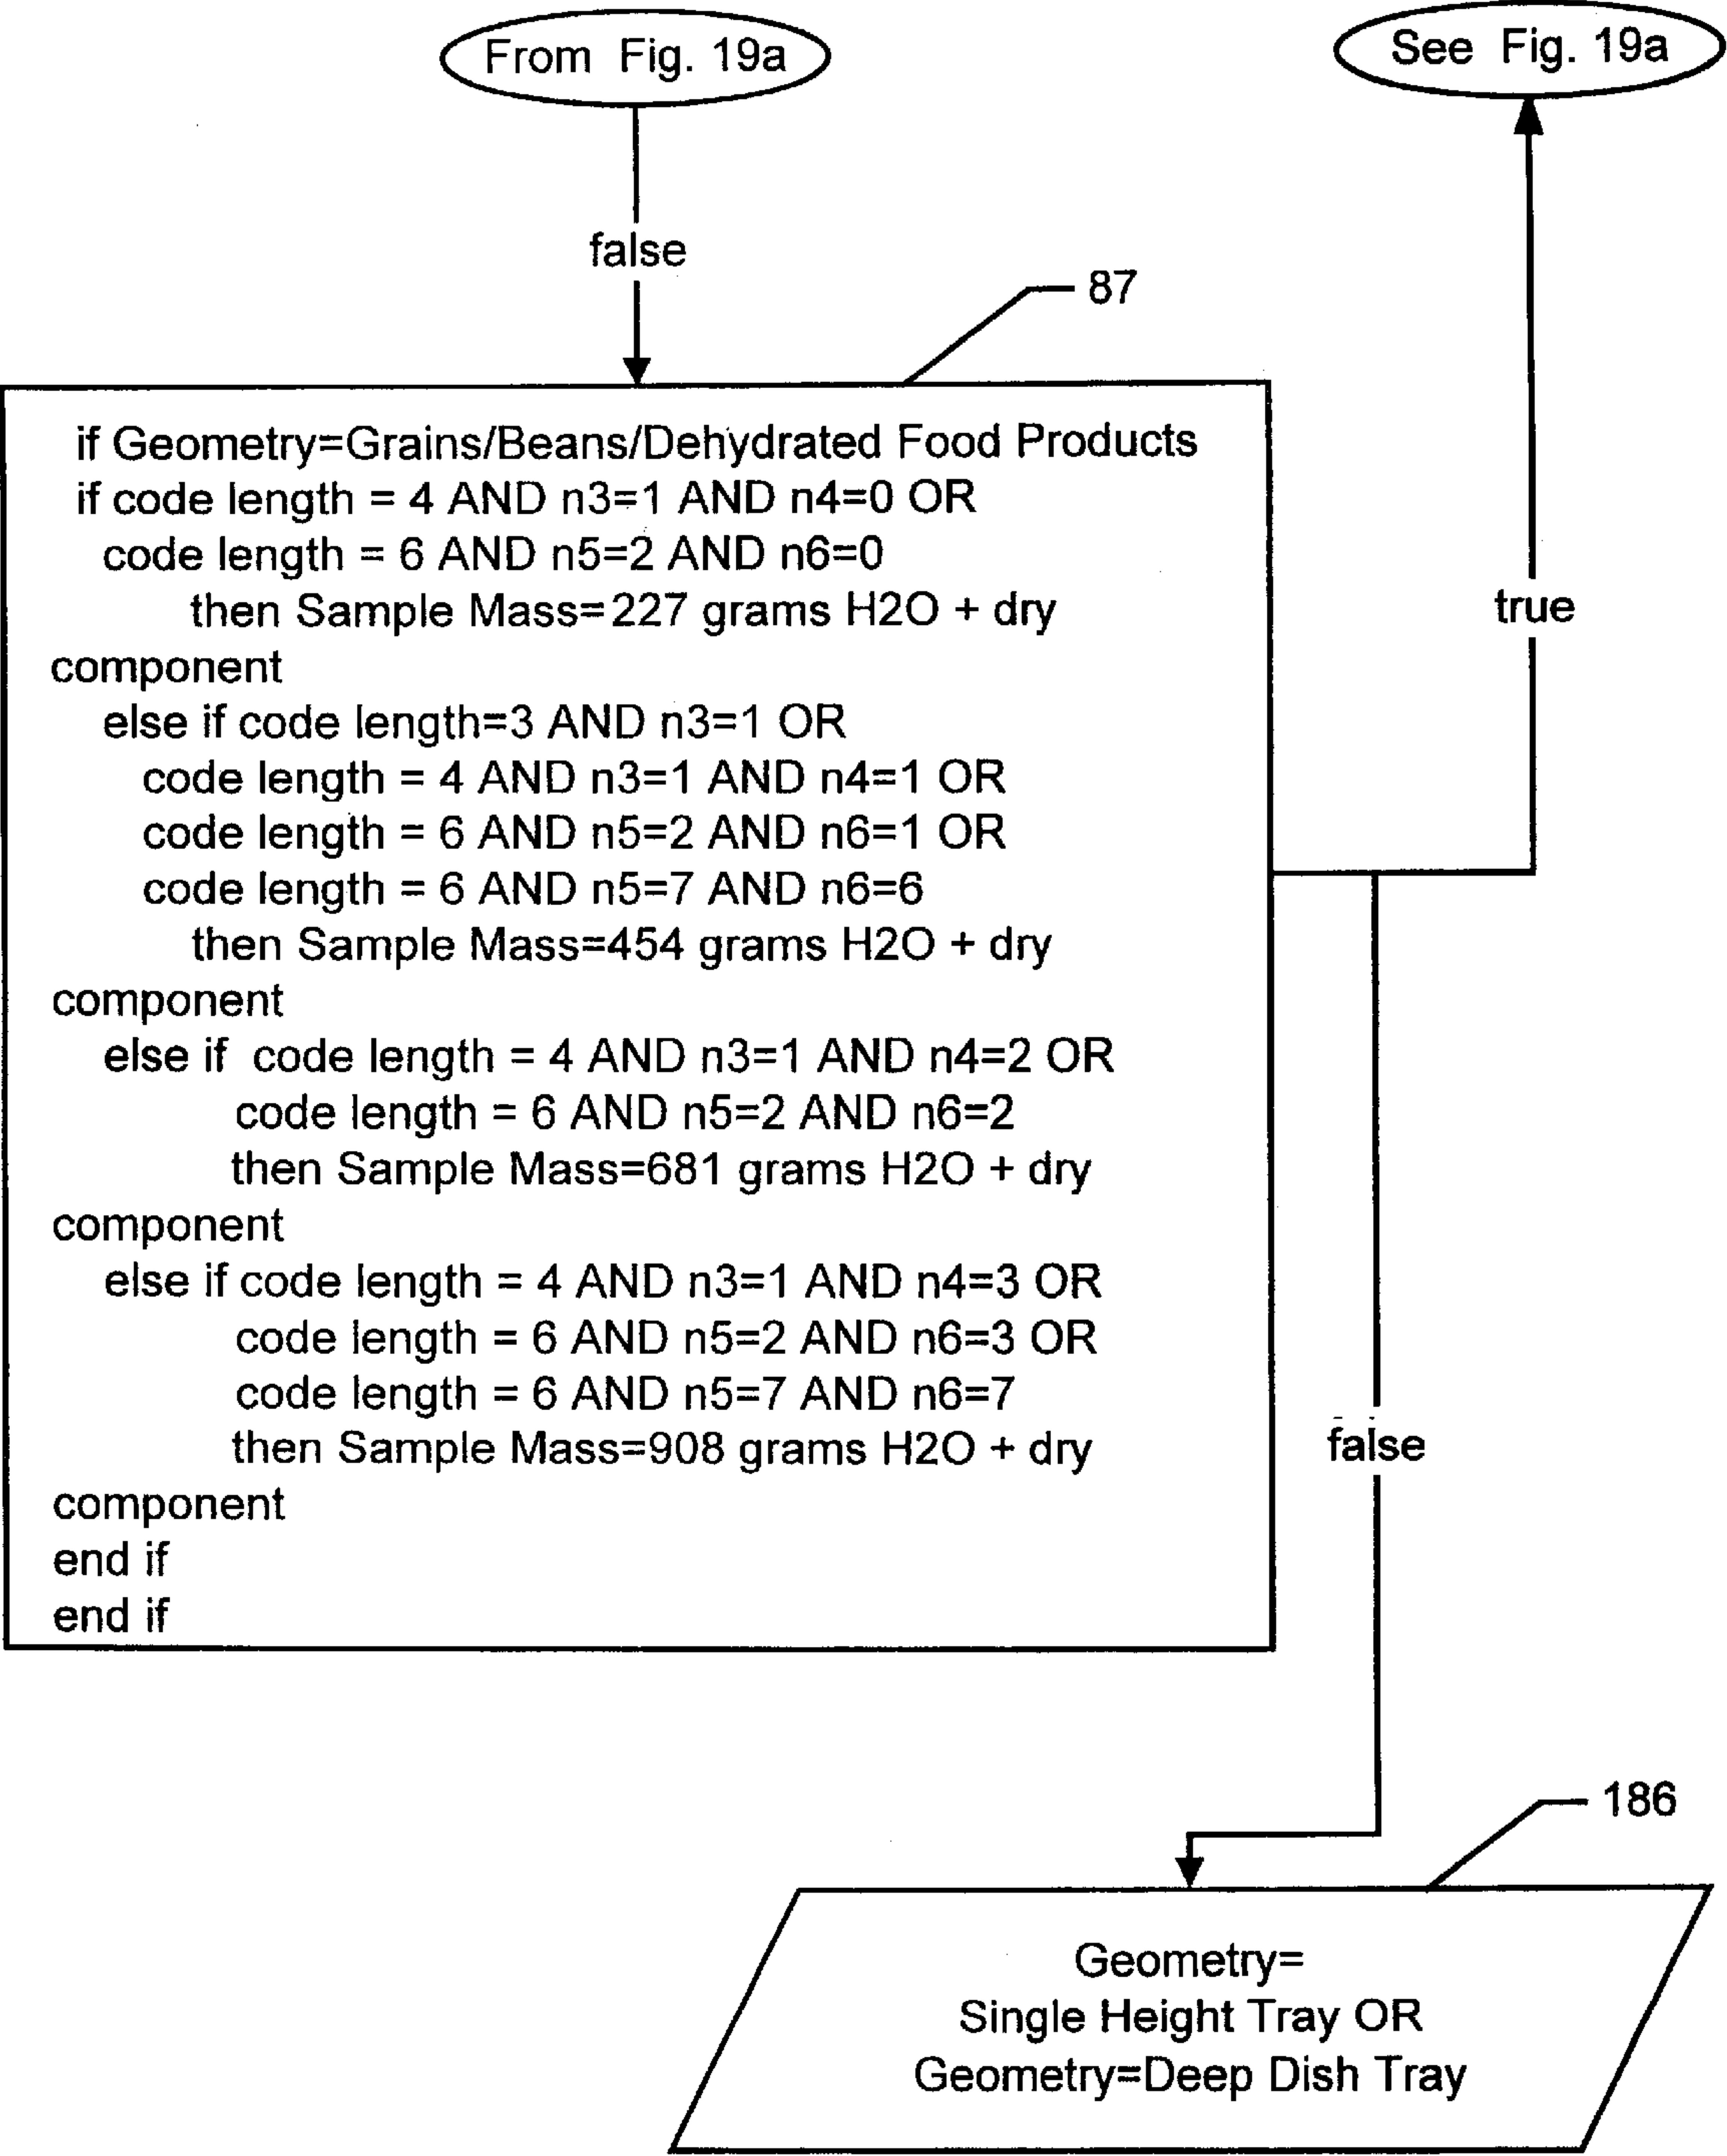 From Fig. 19a
See Fig. 19a
false
87
if Geometry=Grains/Beans/Dehydrated Food Products
if code length = 4 AND n3=1 AND n4=0 OR
code length = 6 AND n5=2 AND n6=0
then Sample Mass=227 grams H2O + dry
component
else if code length=3 AND n3=1 OR
code length = 4 AND n3=1 AND n4=1 OR
code length = 6 AND n5=2 AND n6=1 OR
code length = 6 AND n5=7 AND n6=6
then Sample Mass=454 grams H2O + dry
component
else if code length = 4 AND n3=1 AND n4=2 OR
code length = 6 AND n5=2 AND n6=2
then Sample Mass=681 grams H2O + dry
component
else if code length = 4 AND n3=1 AND n4=3 OR
code length = 6 AND n5=2 AND n6=3 OR
code length = 6 AND n5=7 AND n6=7
then Sample Mass=908 grams H2O + dry
component
end if
end if
true
false
186
Geometry=
Single Height Tray OR
Geometry=Deep Dish Tray